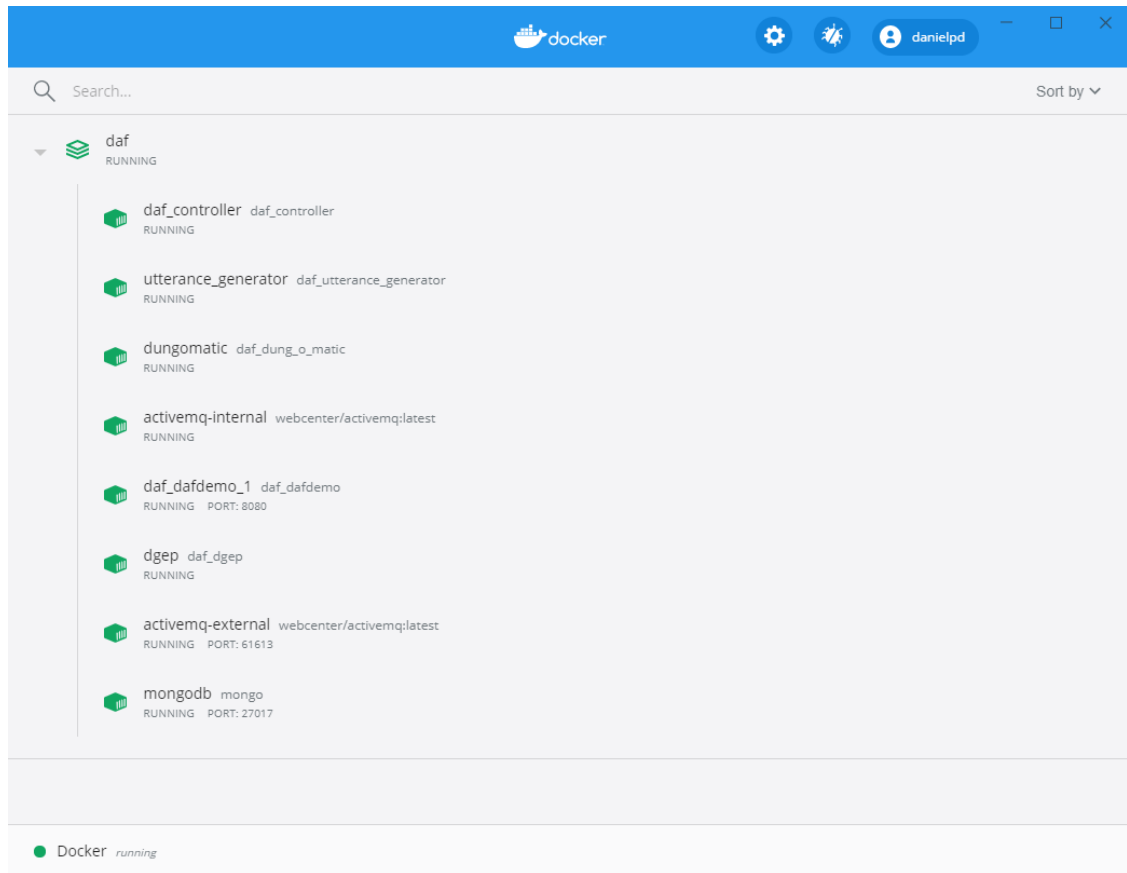 docker
danielpd
Search...
Sort by
daf
RUNNING
daf_controller daf_controller
RUNNING
utterance_generator daf_utterance_generator
RUNNING
dungomatic daf_dung_o_matic
RUNNING
activemq-internal webcenter/activemq:latest
RUNNING
daf_dafdemo_1 daf_dafdemo
RUNNING PORT: 8080
dgep daf_dgep
RUNNING
activemq-external webcenter/activemq:latest
RUNNING PORT: 61613
mongodb mongo
RUNNING PORT: 27017
Docker running